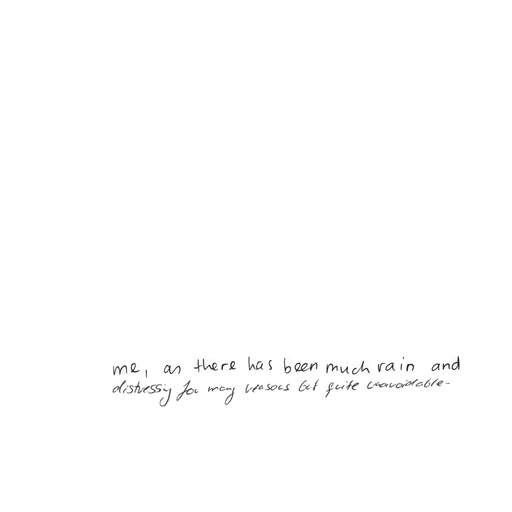 me, as there has been much rain and
distressing for many reasons but quite unavoidable-